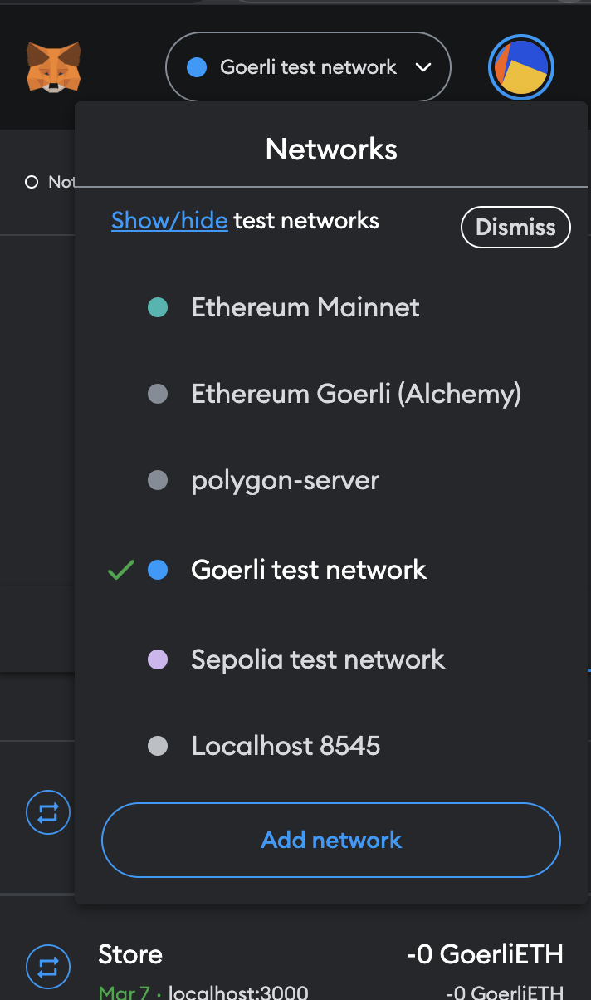 Goerli test network
Not
Networks
Show/hide test networks
Dismiss
Ethereum Mainnet
Ethereum Goerli (Alchemy)
polygon-server
Goerli test network
Sepolia test network
Localhost 8545
Add network
Store -0 GoerliETH
Mar 7 · localhost:3000 -0 GoerliETH